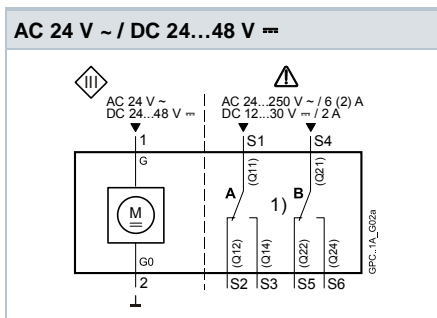 AC 24 V ~ / DC 24...48 V ⎓
III
AC 24 V ~
DC 24...48 V ⎓
AC 24...250 V ~ / 6 (2) A
DC 12...30 V ⎓ / 2 A
1
S1
S4
G
(Q11)
(Q21)
A
B
1)
M
G0
(Q12)
(Q14)
(Q22)
(Q24)
2
S2
S3
S5
S6
GPC..1A_G02a